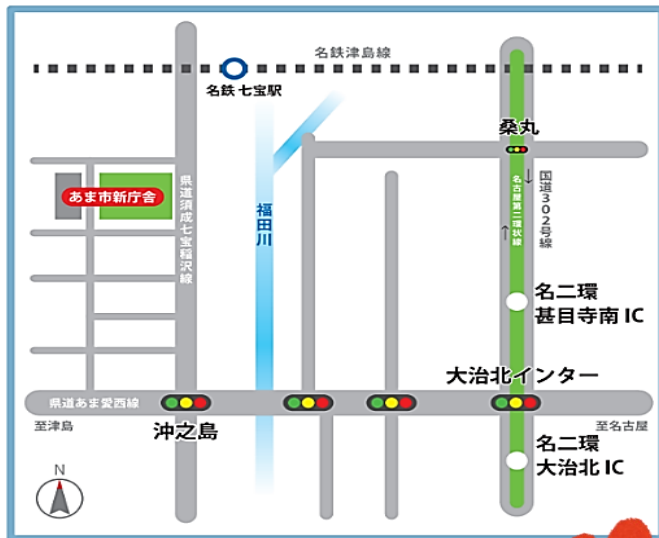 名鉄津島線
名鉄 七宝駅
桑丸
あま市新庁舎
県道須成七宝稲沢線
福田川
名古屋第二環状線
国道302号線
↓
↑
名二環
甚目寺南 IC
大治北インター
県道あま愛西線
至津島
沖之島
至名古屋
名二環
大治北 IC
N